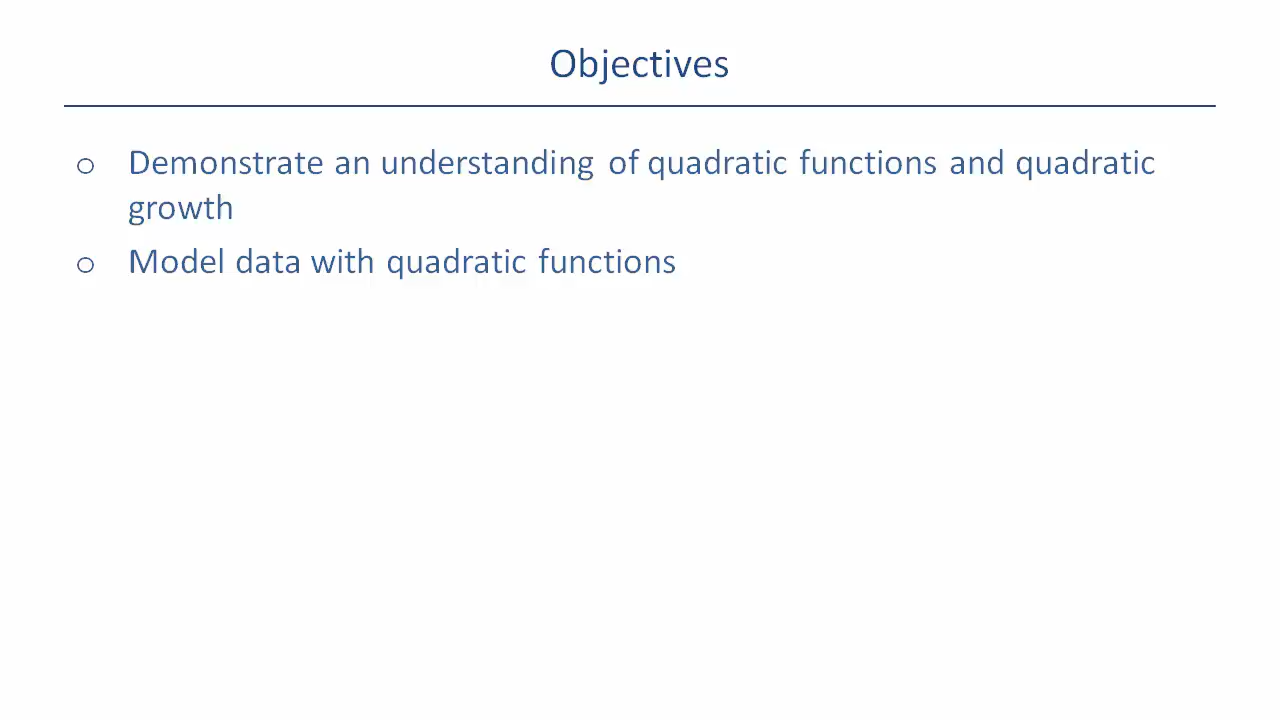 Objectives
o Demonstrate an understanding of quadratic functions and quadratic
growth
o Model data with quadratic functions